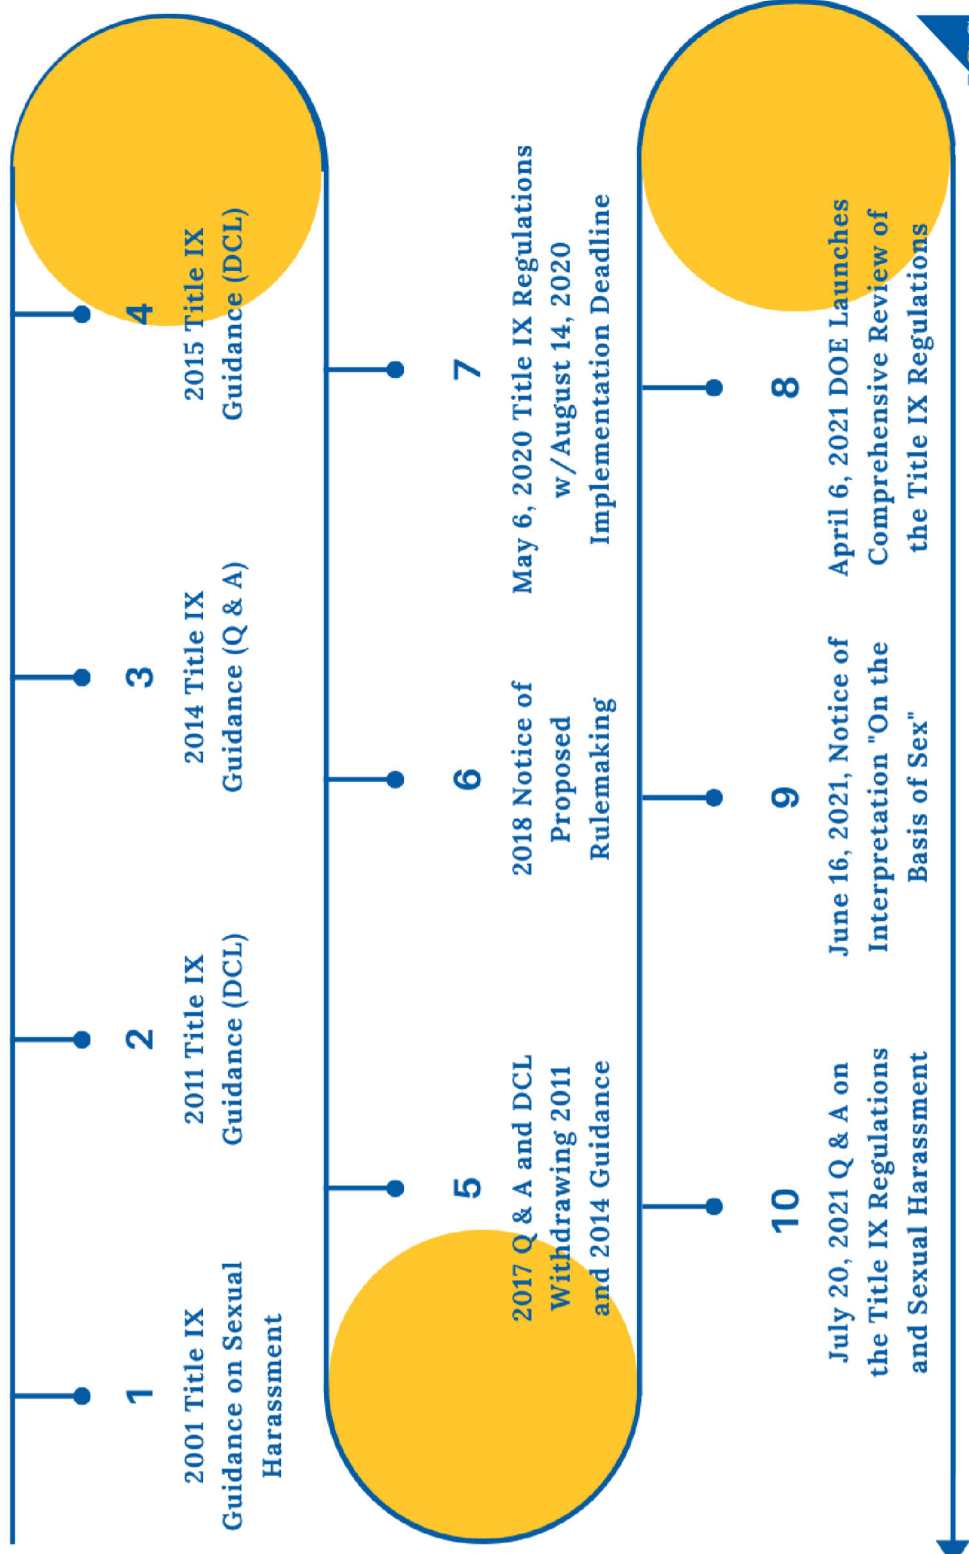 1
2001 Title IX
Guidance on Sexual
Harassment
2
2011 Title IX
Guidance (DCL)
3
2014 Title IX
Guidance (Q & A)
4
2015 Title IX
Guidance (DCL)
5
2017 Q & A and DCL
Withdrawing 2011
and 2014 Guidance
6
2018 Notice of
Proposed
Rulemaking
7
May 6, 2020 Title IX Regulations
w/August 14, 2020
Implementation Deadline
8
April 6, 2021 DOE Launches
Comprehensive Review of
the Title IX Regulations
9
June 16, 2021, Notice of
Interpretation "On the
Basis of Sex"
10
July 20, 2021 Q & A on
the Title IX Regulations
and Sexual Harassment